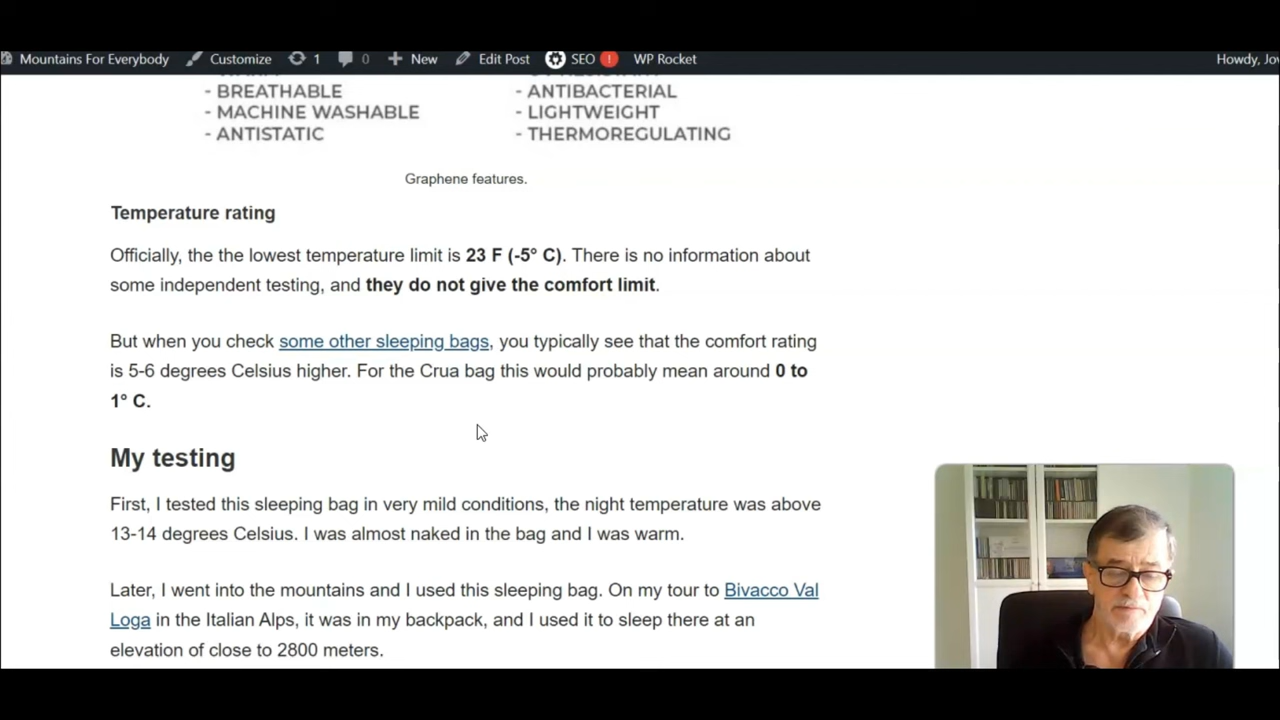 Mountains For Everybody Customize 1 0 New Edit Post SEO ! WP Rocket Howdy, Jov
- BREATHABLE - ANTIBACTERIAL
- MACHINE WASHABLE - LIGHTWEIGHT
- ANTISTATIC - THERMOREGULATING
Graphene features.
Temperature rating
Officially, the the lowest temperature limit is 23 F (-5° C). There is no information about
some independent testing, and they do not give the comfort limit.
But when you check some other sleeping bags, you typically see that the comfort rating
is 5-6 degrees Celsius higher. For the Crua bag this would probably mean around 0 to
1° C.
My testing
First, I tested this sleeping bag in very mild conditions, the night temperature was above
13-14 degrees Celsius. I was almost naked in the bag and I was warm.
Later, I went into the mountains and I used this sleeping bag. On my tour to Bivacco Val
Loga in the Italian Alps, it was in my backpack, and I used it to sleep there at an
elevation of close to 2800 meters.